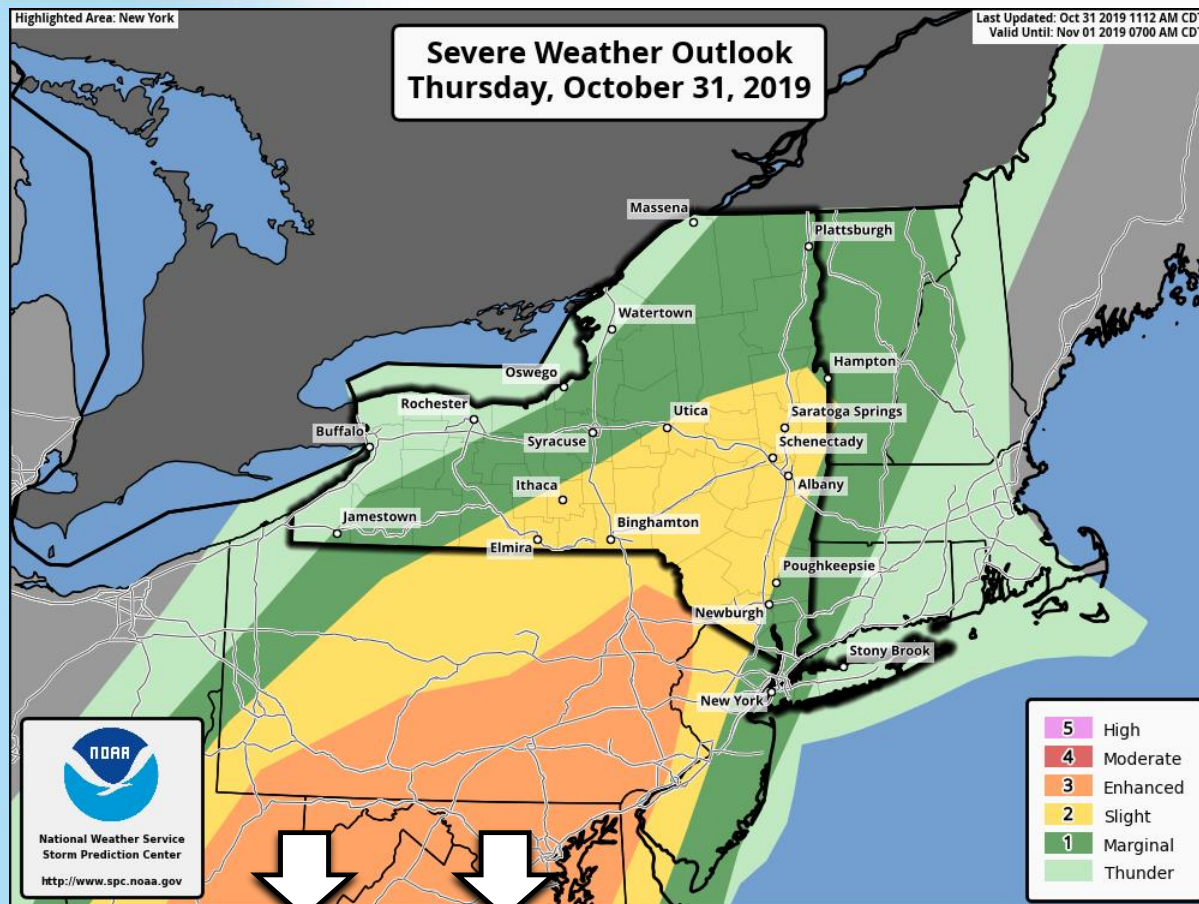 Highlighted Area: New York
Last Updated: Oct 31 2019 1112 AM CDT
Valid Until: Nov 01 2019 0700 AM CDT
Severe Weather Outlook
Thursday, October 31, 2019
Massena
Plattsburgh
Watertown
Hampton
Oswego
Rochester
Utica
Saratoga Springs
Buffalo
Syracuse
Schenectady
Ithaca
Albany
Jamestown
Binghamton
Elmira
Poughkeepsie
Newburgh
Stony Brook
New York
NOAA
National Weather Service
Storm Prediction Center
http://www.spc.noaa.gov
5 High
4 Moderate
3 Enhanced
2 Slight
1 Marginal
Thunder